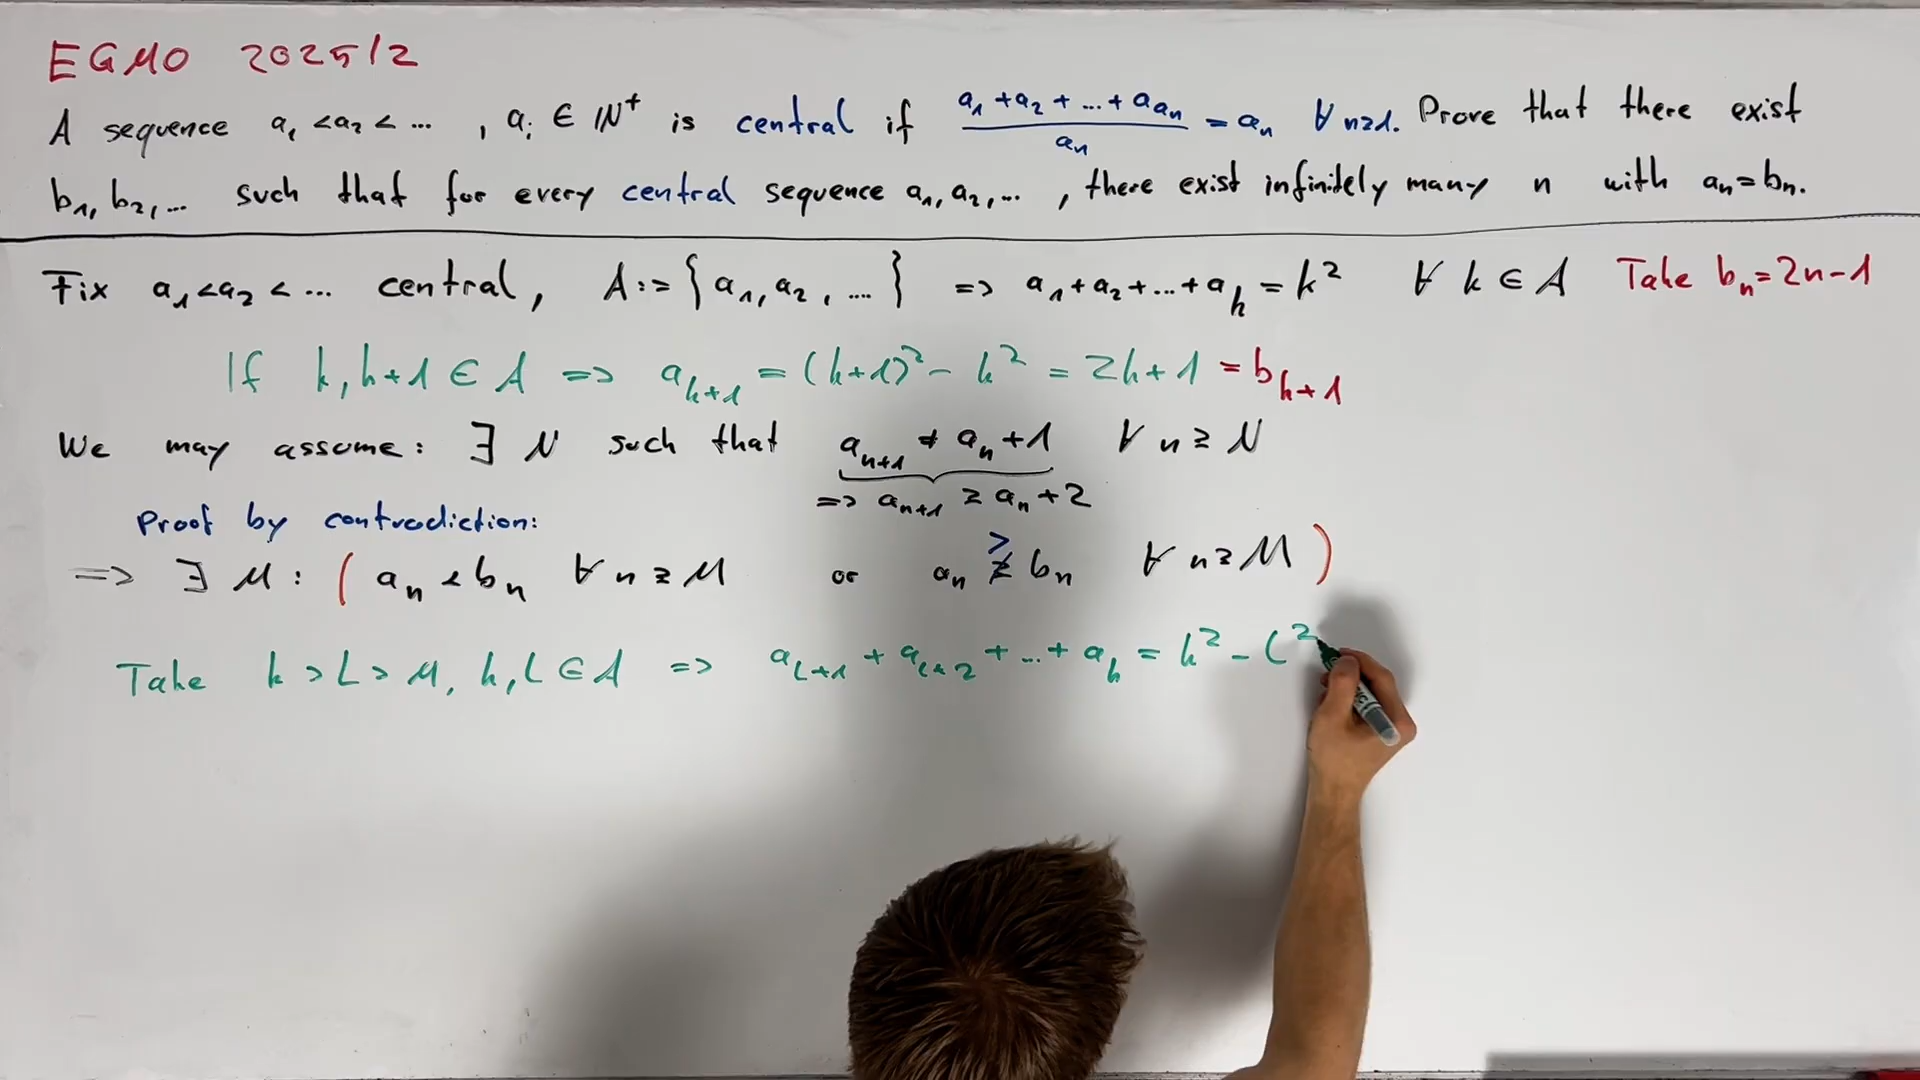 EGMO 2025/2
A sequence a₁ < a₂ < ... , aᵢ ∈ ℕ⁺ is central if (a₁ + a₂ + ... + a_{aₙ}) / aₙ = aₙ ∀ n≥1. Prove that there exist
b₁, b₂, ... such that for every central sequence a₁, a₂, ... , there exist infinitely many n with aₙ = bₙ.
Fix a₁ < a₂ < ... central, A := { a₁, a₂, .... } => a₁ + a₂ + ... + a_k = k² ∀ k ∈ A Take bₙ = 2n-1
If k, k+1 ∈ A => a_{k+1} = (k+1)² - k² = 2k+1 = b_{k+1}
We may assume: ∃ N such that a_{n+1} ≠ aₙ + 1 ∀ n ≥ N
=> a_{n+1} ≥ aₙ + 2
Proof by contradiction:
=> ∃ M : ( aₙ < bₙ ∀ n ≥ M or aₙ > bₙ ∀ n ≥ M )
Take k > L > M, k, L ∈ A => a_{L+1} + a_{L+2} + ... + a_k = k² - L²